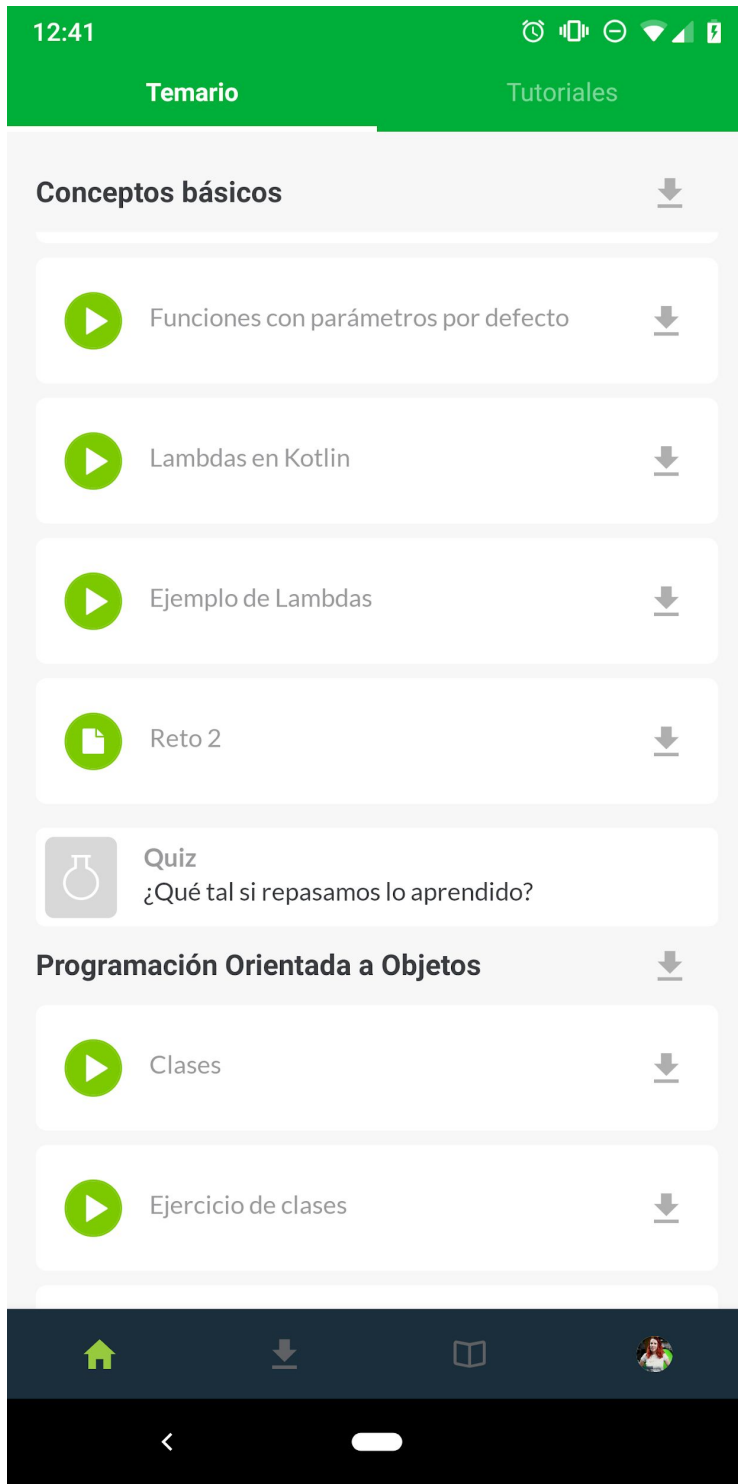 12:41
Temario
Tutoriales
Conceptos básicos
Funciones con parámetros por defecto
Lambdas en Kotlin
Ejemplo de Lambdas
Reto 2
Quiz
¿Qué tal si repasamos lo aprendido?
Programación Orientada a Objetos
Clases
Ejercicio de clases